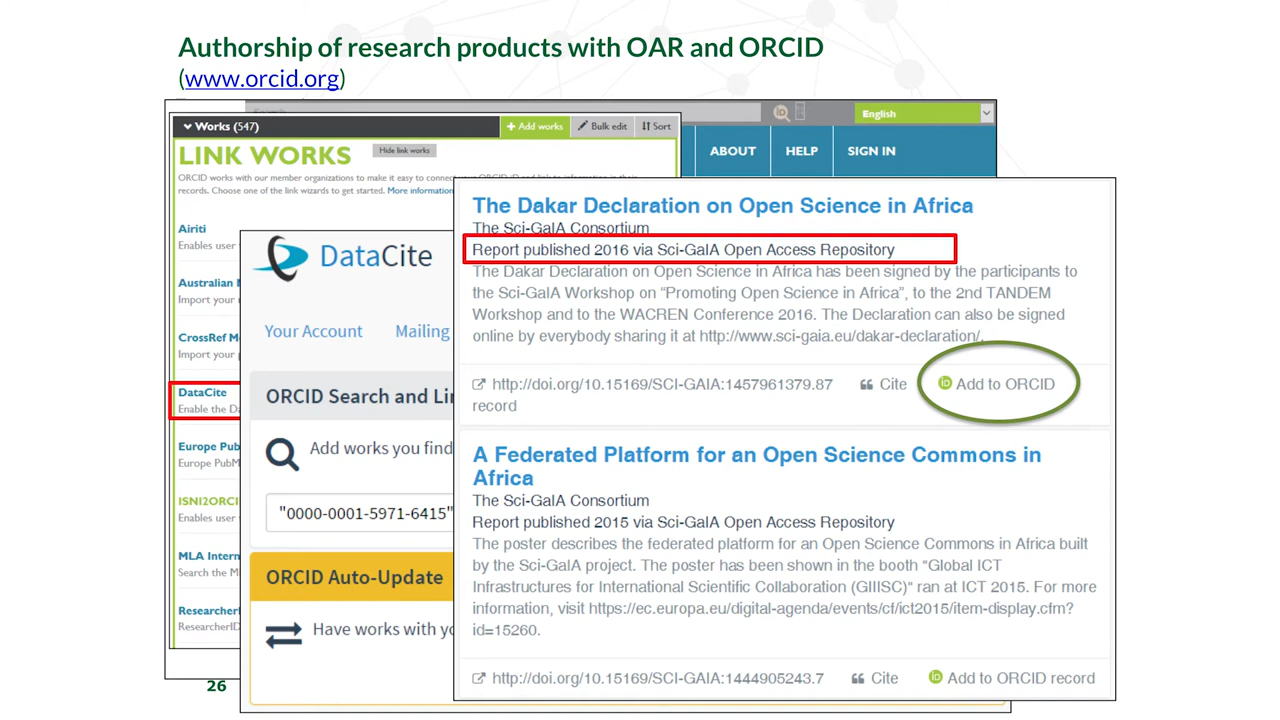 Authorship of research products with OAR and ORCID
(www.orcid.org)
Search
English
Works (547)
Add works
Bulk edit
Sort
ABOUT
HELP
SIGN IN
LINK WORKS
Hide link works
ORCID works with our member organizations to make it easy to connect your ORCID iD and link to information in their
records. Choose one of the link wizards to get started. More information
Airiti
Enables user
Australian
Import your
CrossRef
Import your
DataCite
Enable the
Europe
Europe
ISNI2ORCI
Enables user
MLA
Search the
ResearcherI
ResearcherID
DataCite
Your Account
Mailing
ORCID Search and
Add works you find
"0000-0001-5971-6415"
ORCID Auto-Update
Have works with
The Dakar Declaration on Open Science in Africa
The Sci-GaIA Consortium
Report published 2016 via Sci-GaIA Open Access Repository
The Dakar Declaration on Open Science in Africa has been signed by the participants to
the Sci-GaIA Workshop on “Promoting Open Science in Africa”, to the 2nd TANDEM
Workshop and to the WACREN Conference 2016. The Declaration can also be signed
online by everybody sharing it at http://www.sci-gaia.eu/dakar-declaration/.
http://doi.org/10.15169/SCI-GAIA:1457961379.87
Cite
Add to ORCID
record
A Federated Platform for an Open Science Commons in
Africa
The Sci-GaIA Consortium
Report published 2015 via Sci-GaIA Open Access Repository
The poster describes the federated platform for an Open Science Commons in Africa built
by the Sci-GaIA project. The poster has been shown in the booth “Global ICT
Infrastructures for International Scientific Collaboration (GIIISC)" ran at ICT 2015. For more
information, visit https://ec.europa.eu/digital-agenda/events/cf/ict2015/item-display.cfm?
id=15260.
http://doi.org/10.15169/SCI-GAIA:1444905243.7
Cite
Add to ORCID record
26